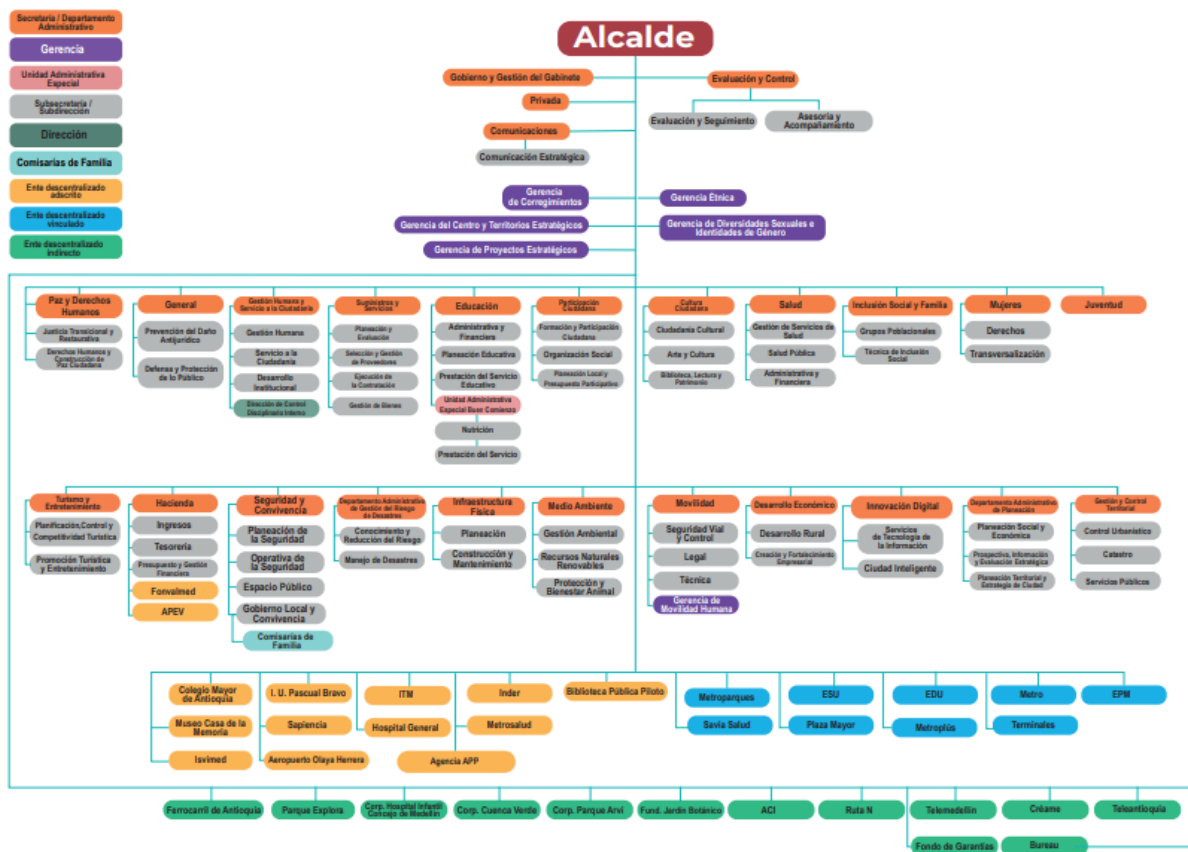 Secretaría / Departamento
Administrativo
Gerencia
Unidad Administrativa
Especial
Subsecretaría /
Subdirección
Dirección
Comisarías de Familia
Ente descentralizado
adscrito
Ente descentralizado
vinculado
Ente descentralizado
indirecto
Alcalde
Gobierno y Gestión del Gabinete
Evaluación y Control
Privada
Evaluación y Seguimiento
Asesoría y
Acompañamiento
Comunicaciones
Comunicación Estratégica
Gerencia
de Corregimientos
Gerencia Étnica
Gerencia del Centro y Territorios Estratégicos
Gerencia de Diversidades Sexuales e
Identidades de Género
Gerencia de Proyectos Estratégicos
Paz y Derechos
Humanos
Justicia Transicional y
Restaurativa
Derechos Humanos y
Construcción de
Paz Ciudadana
General
Prevención del Daño
Antijurídico
Defensa y Protección
de lo Público
Gestión Humana y
Servicio a la Ciudadanía
Gestión Humana
Servicio a la
Ciudadanía
Desarrollo
Institucional
Dirección de Control
Disciplinario Interno
Suministros y
Servicios
Planeación y
Evaluación
Selección y Gestión
de Proveedores
Ejecución de
la Contratación
Gestión de Bienes
Educación
Administrativa y
Financiera
Planeación Educativa
Prestación del Servicio
Educativo
Unidad Administrativa
Especial Buen Comienzo
Nutrición
Prestación del Servicio
Participación
Ciudadana
Formación y Participación
Ciudadana
Organización Social
Planeación Local y
Presupuesto Participativo
Cultura
Ciudadana
Ciudadanía Cultural
Arte y Cultura
Biblioteca, Lectura y
Patrimonio
Salud
Gestión de Servicios de
Salud
Salud Pública
Administrativa y
Financiera
Inclusión Social y Familia
Grupos Poblacionales
Técnica de Inclusión
Social
Mujeres
Derechos
Transversalización
Juventud
Turismo y
Entretenimiento
Planificación,Control y
Competitividad Turística
Promoción Turística
y Entretenimiento
Hacienda
Ingresos
Tesorería
Presupuesto y Gestión
Financiera
Fonvalmed
APEV
Seguridad y
Convivencia
Planeación de
la Seguridad
Operativa de
la Seguridad
Espacio Público
Gobierno Local y
Convivencia
Comisarías de
Familia
Departamento Administrativo
de Gestión del Riesgo
de Desastres
Conocimiento y
Reducción del Riesgo
Manejo de Desastres
Infraestructura
Física
Planeación
Construcción y
Mantenimiento
Medio Ambiente
Gestión Ambiental
Recursos Naturales
Renovables
Protección y
Bienestar Animal
Movilidad
Seguridad Vial
y Control
Legal
Técnica
Gerencia de
Movilidad Humana
Desarrollo Económico
Desarrollo Rural
Creación y Fortalecimiento
Empresarial
Innovación Digital
Servicios
de Tecnología de
la Información
Ciudad Inteligente
Departamento Administrativo
de Planeación
Planeación Social y
Económica
Prospectiva, Información
y Evaluación Estratégica
Planeación Territorial y
Estrategia de Ciudad
Gestión y Control
Territorial
Control Urbanístico
Catastro
Servicios Públicos
Colegio Mayor
de Antioquia
I. U. Pascual Bravo
ITM
Inder
Biblioteca Pública Piloto
Metroparques
ESU
EDU
Metro
EPM
Museo Casa de la
Memoria
Sapiencia
Hospital General
Metrosalud
Savia Salud
Plaza Mayor
Metroplús
Terminales
Isvimed
Aeropuerto Olaya Herrera
Agencia APP
Ferrocarril de Antioquia
Parque Explora
Corp. Hospital Infantil
Concejo de Medellín
Corp. Cuenca Verde
Corp. Parque Arví
Fund. Jardín Botánico
ACI
Ruta N
Telemedellín
Créame
Teleantioquia
Fondo de Garantías
Bureau